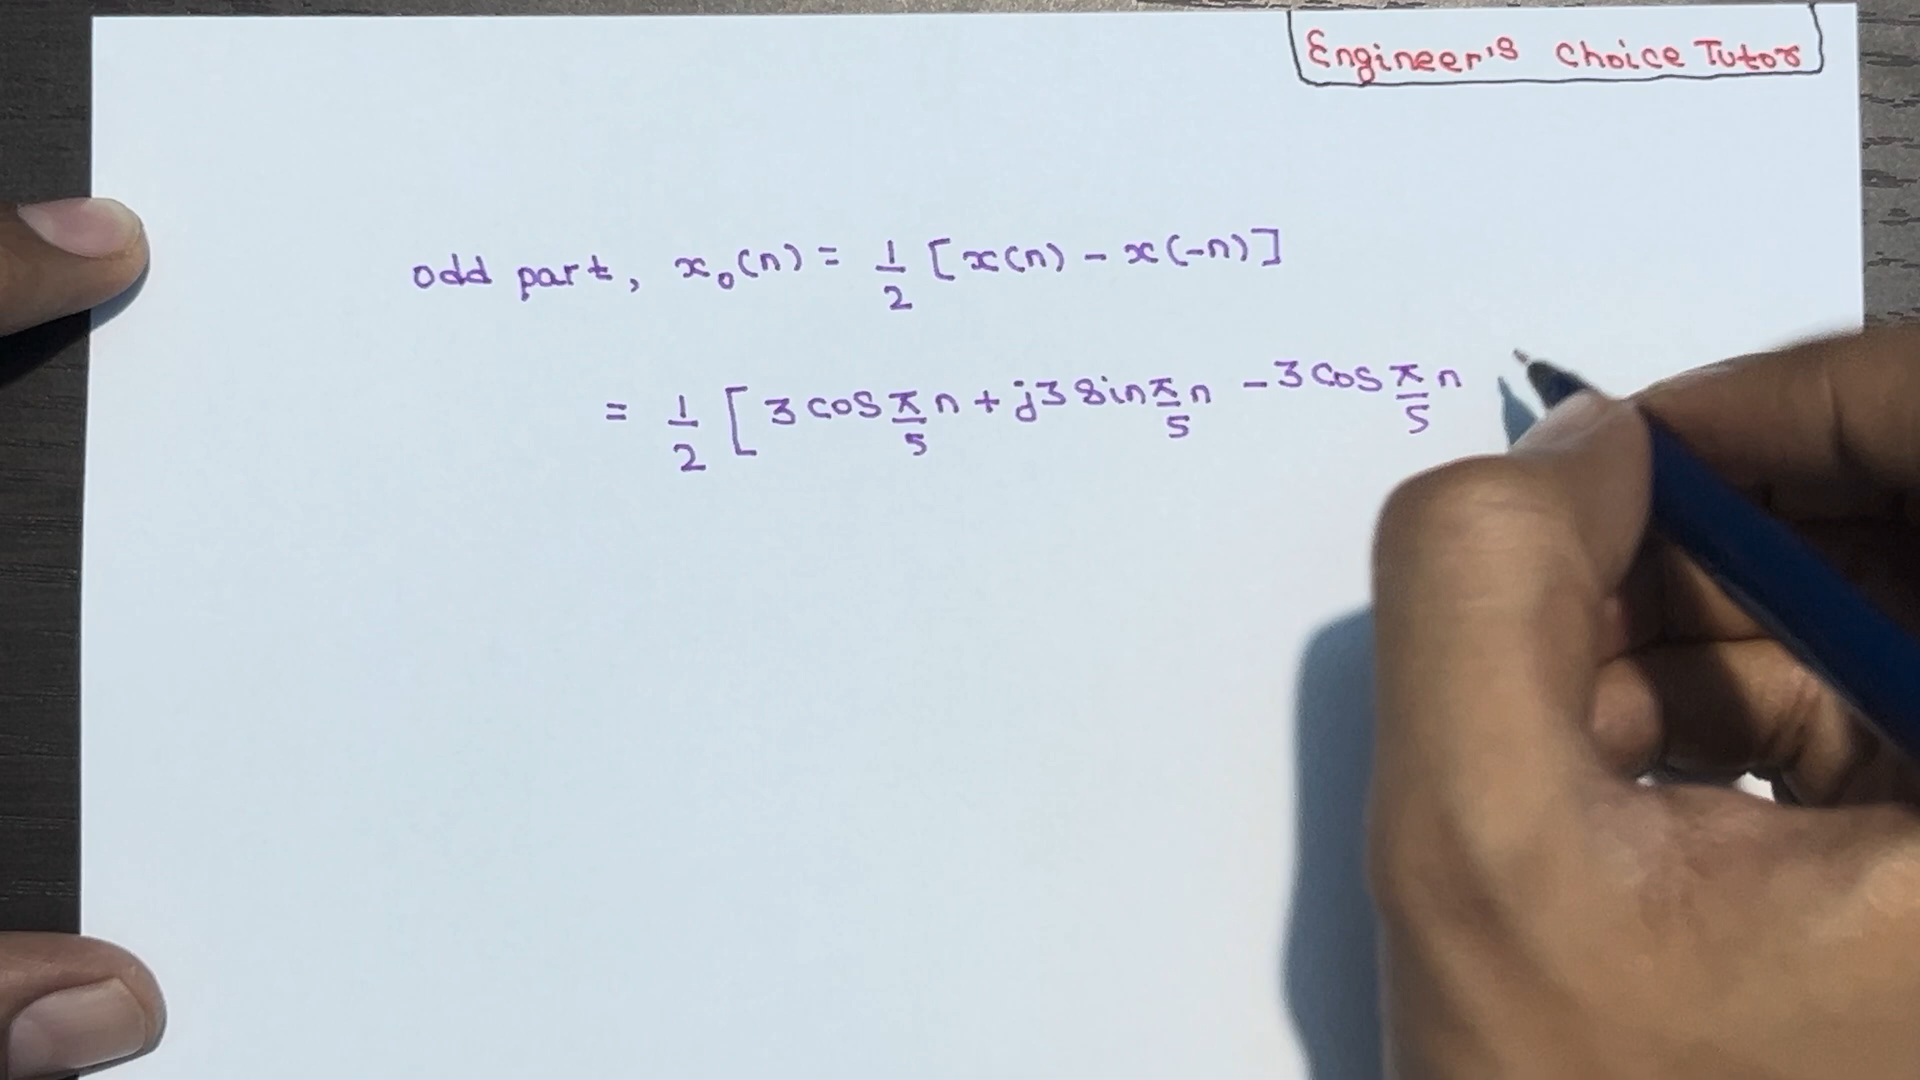 Engineer's Choice Tutor
odd part, x₀(n) = 1/2 [x(n) - x(-n)]
= 1/2 [3 cos π/5 n + j3 sin π/5 n - 3 cos π/5 n